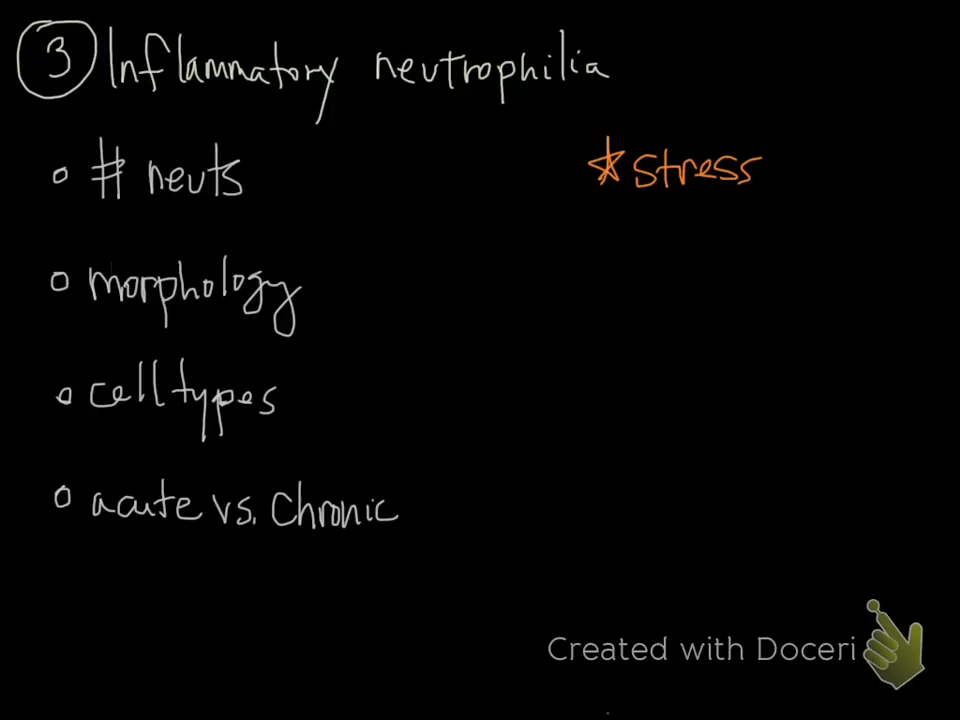 3 Inflammatory neutrophilia
# neuts
*stress
morphology
cell types
acute vs. chronic
Created with Doceri